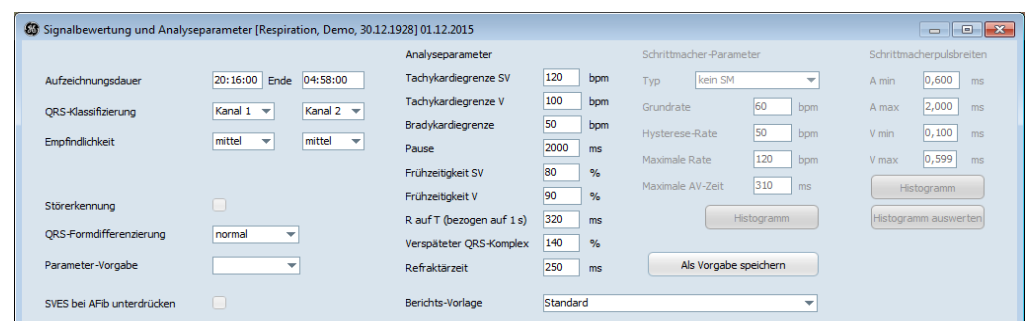 Signalbewertung und Analyseparameter [Respiration, Demo, 30.12.1928] 01.12.2015
Analyseparameter Schrittmacher-Parameter Schrittmacherpulsbreiten
Aufzeichnungsdauer 20:16:00 Ende 04:58:00 Tachykardiegrenze SV 120 bpm Typ kein SM A min 0,600 ms
QRS-Klassifizierung Kanal 1 Kanal 2 Tachykardiegrenze V 100 bpm Grundrate 60 bpm A max 2,000 ms
Bradykardiegrenze 50 bpm Hysterese-Rate 50 bpm V min 0,100 ms
Empfindlichkeit mittel mittel Pause 2000 ms Maximale Rate 120 bpm V max 0,599 ms
Frühzeitigkeit SV 80 % Maximale AV-Zeit 310 ms Histogramm
Störerkennung Frühzeitigkeit V 90 %
R auf T (bezogen auf 1 s) 320 ms Histogramm Histogramm auswerten
QRS-Formdifferenzierung normal Verspäteter QRS-Komplex 140 %
Parameter-Vorgabe Refraktärzeit 250 ms Als Vorgabe speichern
SVES bei AFib unterdrücken Berichts-Vorlage Standard